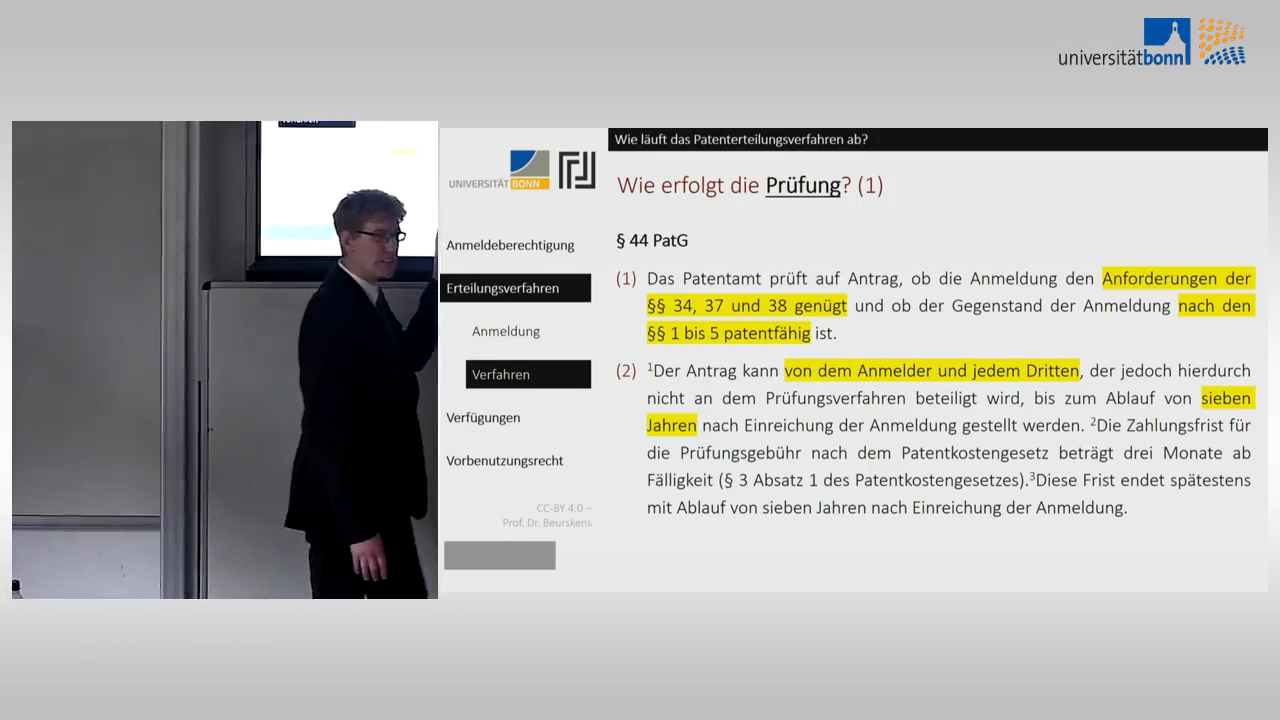 universitätbonn
Wie läuft das Patenterteilungsverfahren ab?
UNIVERSITÄT BONN
Wie erfolgt die Prüfung? (1)
§ 44 PatG
Anmeldeberechtigung
Erteilungsverfahren
Anmeldung
Verfahren
Verfügungen
Vorbenutzungsrecht
CC-BY 4.0 –
Prof. Dr. Beurskens
(1) Das Patentamt prüft auf Antrag, ob die Anmeldung den Anforderungen der
§§ 34, 37 und 38 genügt und ob der Gegenstand der Anmeldung nach den
§§ 1 bis 5 patentfähig ist.
(2) ¹Der Antrag kann von dem Anmelder und jedem Dritten, der jedoch hierdurch
nicht an dem Prüfungsverfahren beteiligt wird, bis zum Ablauf von sieben
Jahren nach Einreichung der Anmeldung gestellt werden. ²Die Zahlungsfrist für
die Prüfungsgebühr nach dem Patentkostengesetz beträgt drei Monate ab
Fälligkeit (§ 3 Absatz 1 des Patentkostengesetzes).³Diese Frist endet spätestens
mit Ablauf von sieben Jahren nach Einreichung der Anmeldung.